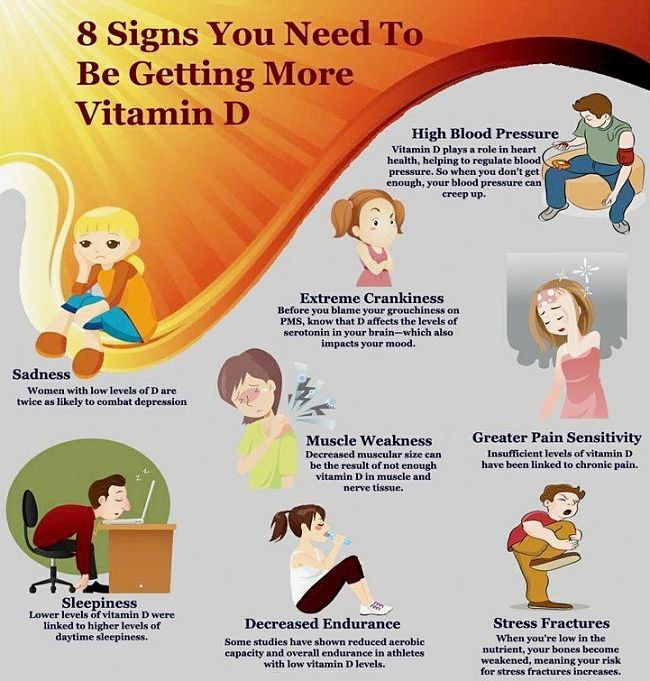 8 Signs You Need To
Be Getting More
Vitamin D
High Blood Pressure
Vitamin D plays a role in heart
health, helping to regulate blood
pressure. So when you don't get
enough, your blood pressure can
creep up.
Extreme Crankiness
Before you blame your grouchiness on
PMS, know that D affects the levels of
serotonin in your brain—which also
impacts your mood.
Sadness
Women with low levels of D are
twice as likely to combat depression
Muscle Weakness
Decreased muscular size can
be the result of not enough
vitamin D in muscle and
nerve tissue.
Greater Pain Sensitivity
Insufficient levels of vitamin D
have been linked to chronic pain.
z z
Sleepiness
Lower levels of vitamin D were
linked to higher levels of
daytime sleepiness.
Decreased Endurance
Some studies have shown reduced aerobic
capacity and overall endurance in athletes
with low vitamin D levels.
Stress Fractures
When you're low in the
nutrient, your bones become
weakened, meaning your risk
for stress fractures increases.